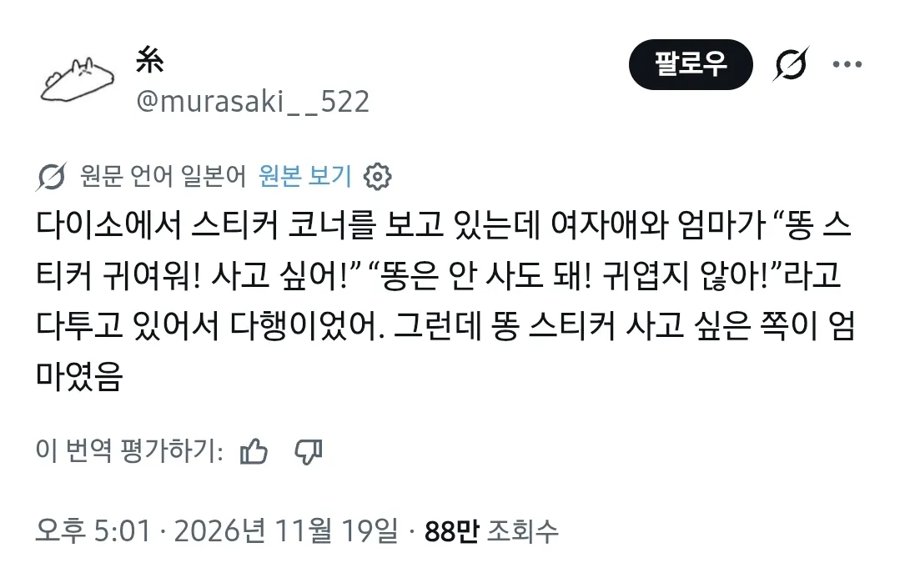 糸
팔로우
@murasaki__522
원문 언어 일본어 원본 보기
다이소에서 스티커 코너를 보고 있는데 여자애와 엄마가 “똥 스
티커 귀여워! 사고 싶어!” “똥은 안 사도 돼! 귀엽지 않아!”라고
다투고 있어서 다행이었어. 그런데 똥 스티커 사고 싶은 쪽이 엄
마였음
이 번역 평가하기:
오후 5:01 · 2026년 11월 19일 · 88만 조회수